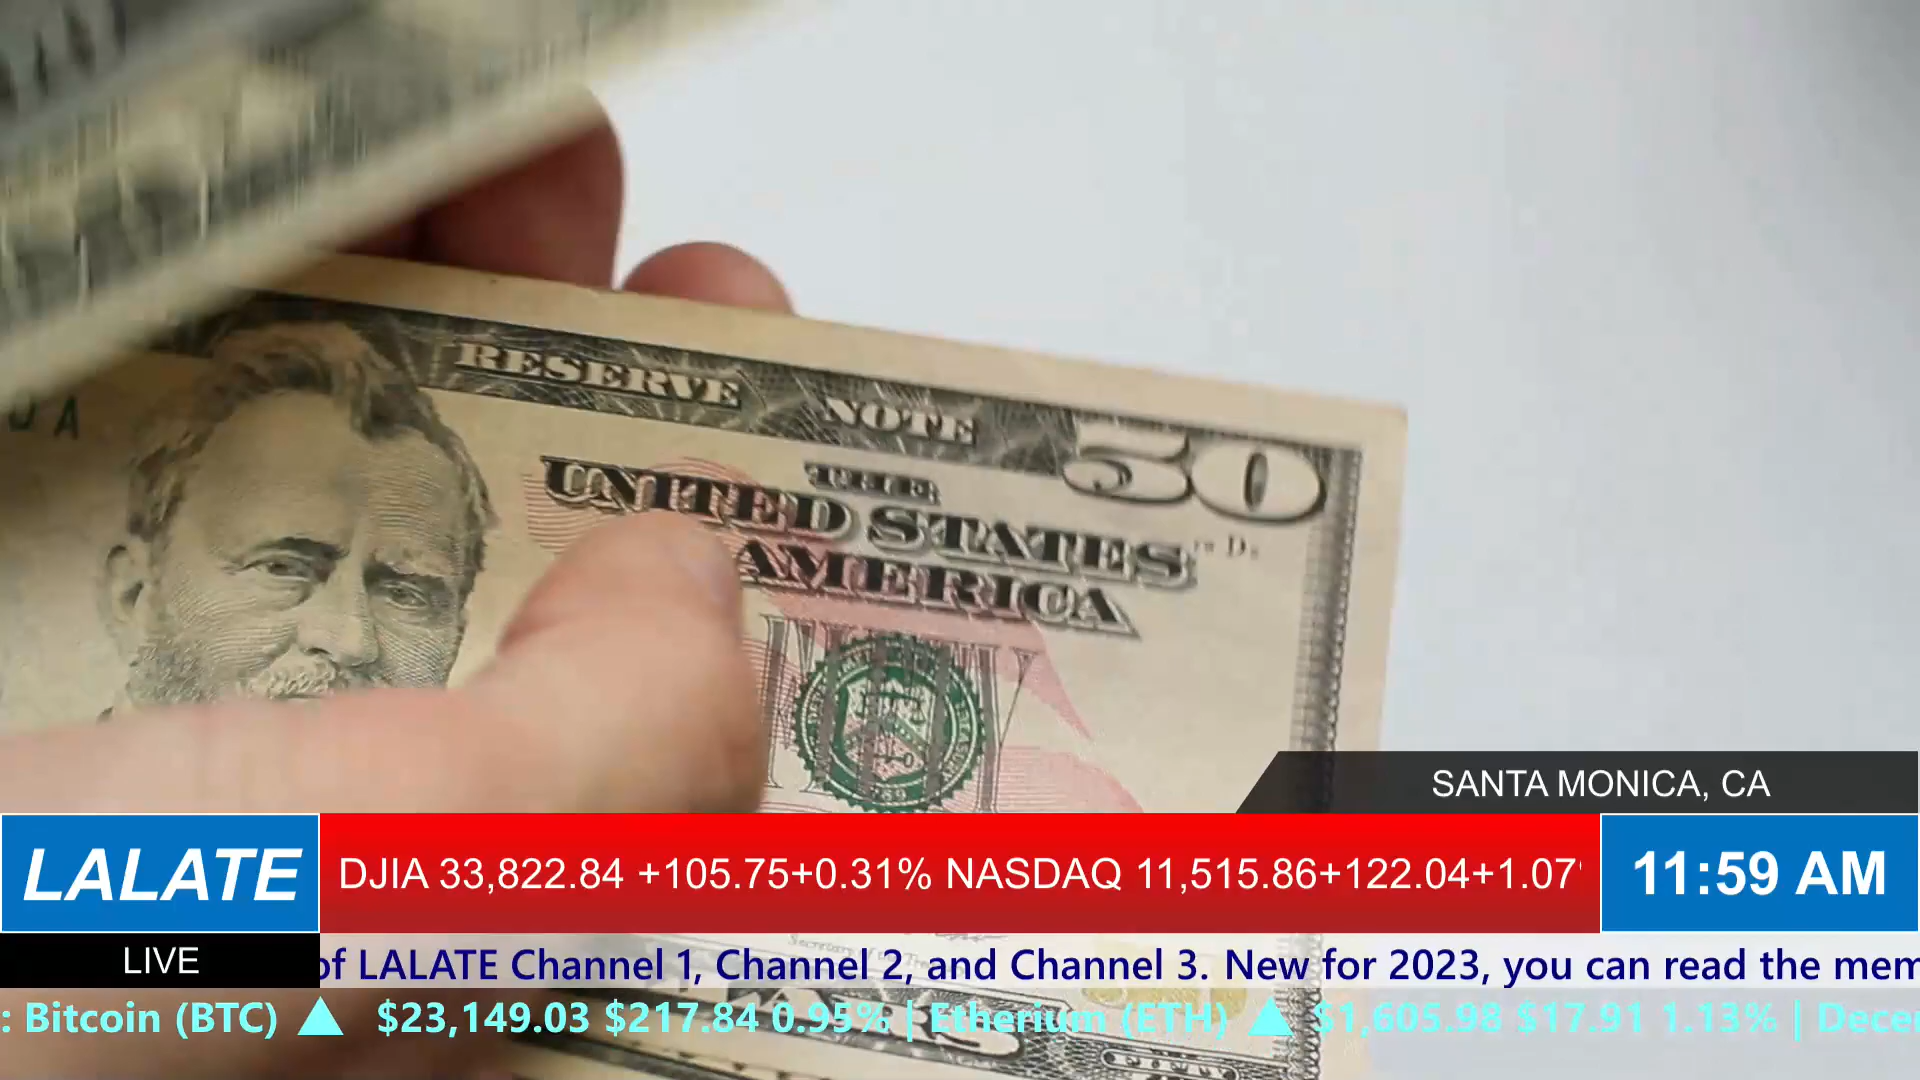 RESERVE NOTE 50
THE
UNITED STATES
AMERICA
SANTA MONICA, CA
LALATE
DJIA 33,822.84 +105.75+0.31% NASDAQ 11,515.86+122.04+1.07
11:59 AM
LIVE
of LALATE Channel 1, Channel 2, and Channel 3. New for 2023, you can read the mem
: Bitcoin (BTC) ▲ $23,149.03 $217.84 0.95% | Etherium (ETH) ▲ $1,605.98 $17.91 1.13% | Decen